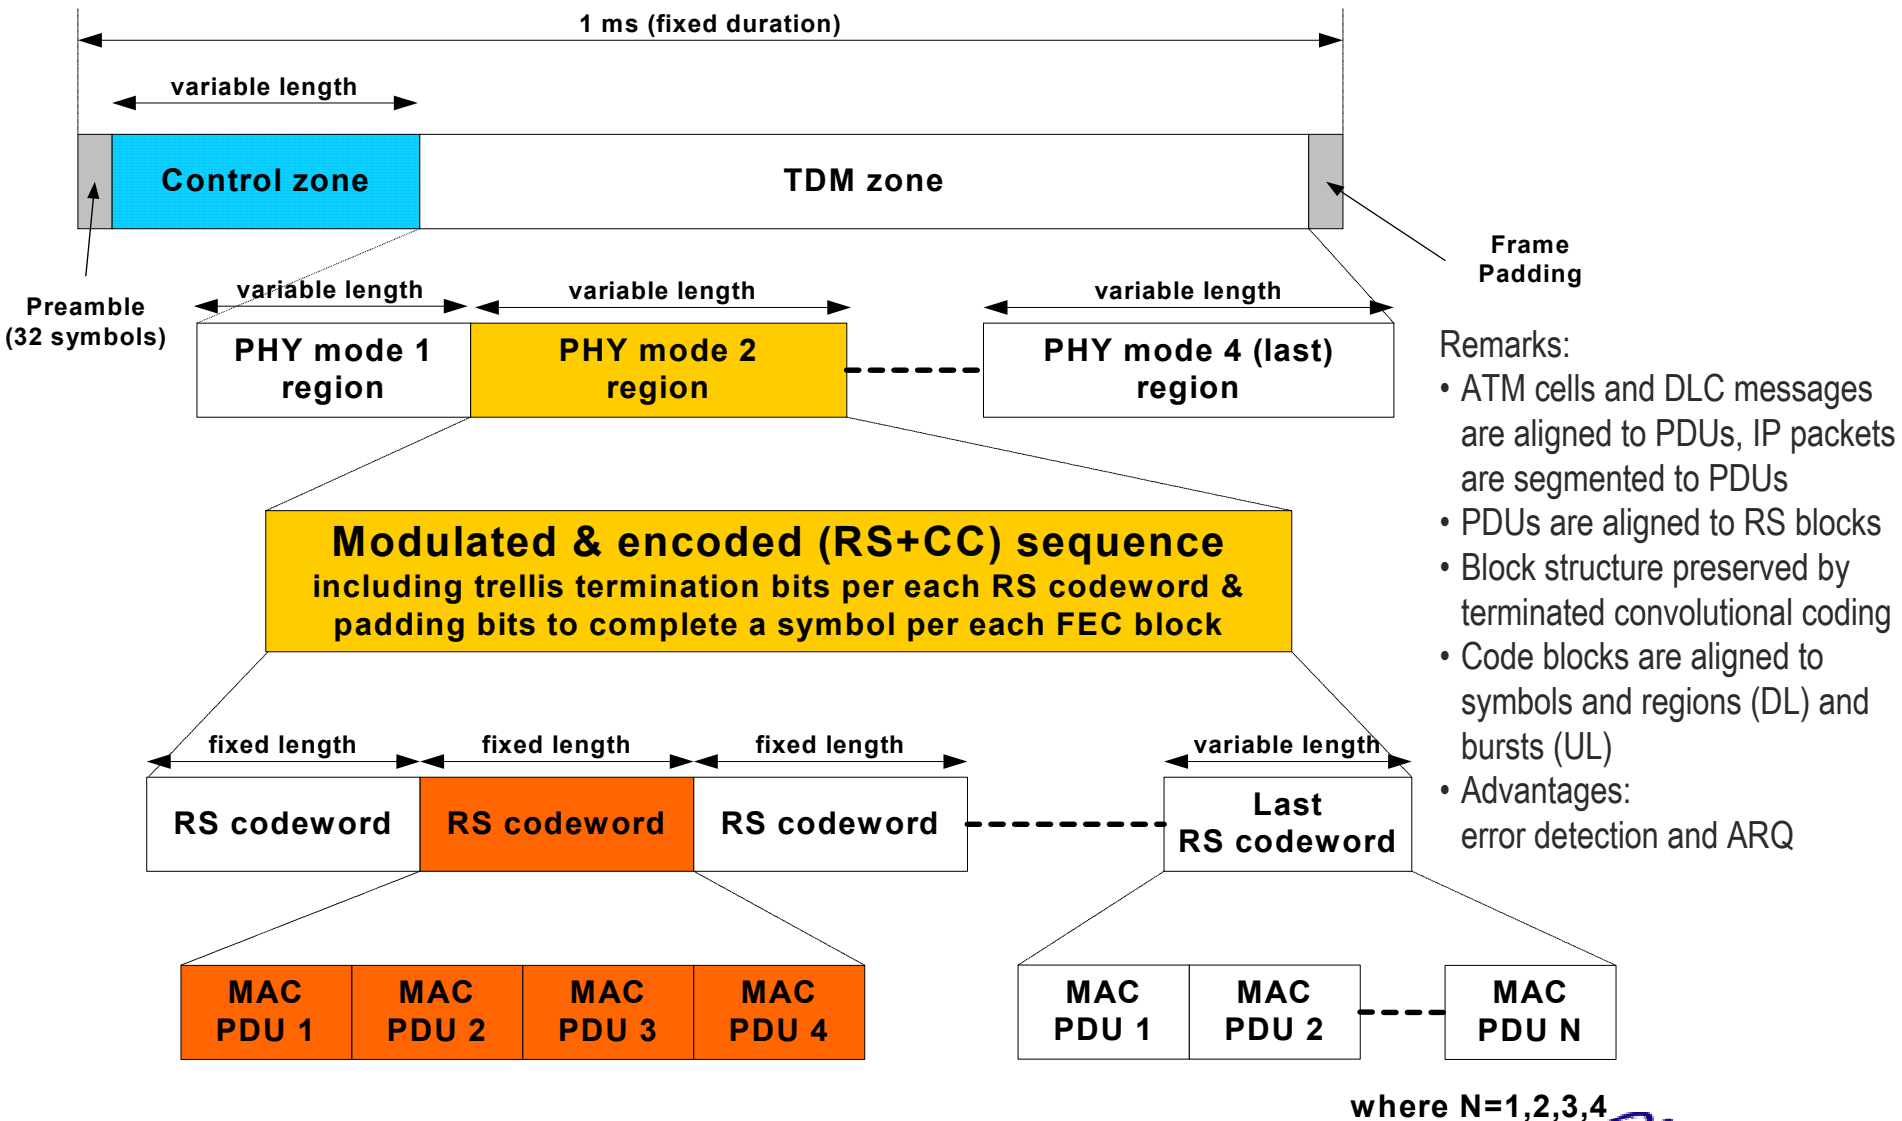 1 ms (fixed duration)
variable length
Control zone
TDM zone
Preamble
(32 symbols)
Frame
Padding
variable length
variable length
variable length
PHY mode 1
region
PHY mode 2
region
PHY mode 4 (last)
region
Modulated & encoded (RS+CC) sequence
including trellis termination bits per each RS codeword &
padding bits to complete a symbol per each FEC block
fixed length
fixed length
fixed length
variable length
RS codeword
RS codeword
RS codeword
Last
RS codeword
MAC
PDU 1
MAC
PDU 2
MAC
PDU 3
MAC
PDU 4
MAC
PDU 1
MAC
PDU 2
MAC
PDU N
where N=1,2,3,4
Remarks:
• ATM cells and DLC messages
are aligned to PDUs, IP packets
are segmented to PDUs
• PDUs are aligned to RS blocks
• Block structure preserved by
terminated convolutional coding
• Code blocks are aligned to
symbols and regions (DL) and
bursts (UL)
• Advantages:
error detection and ARQ